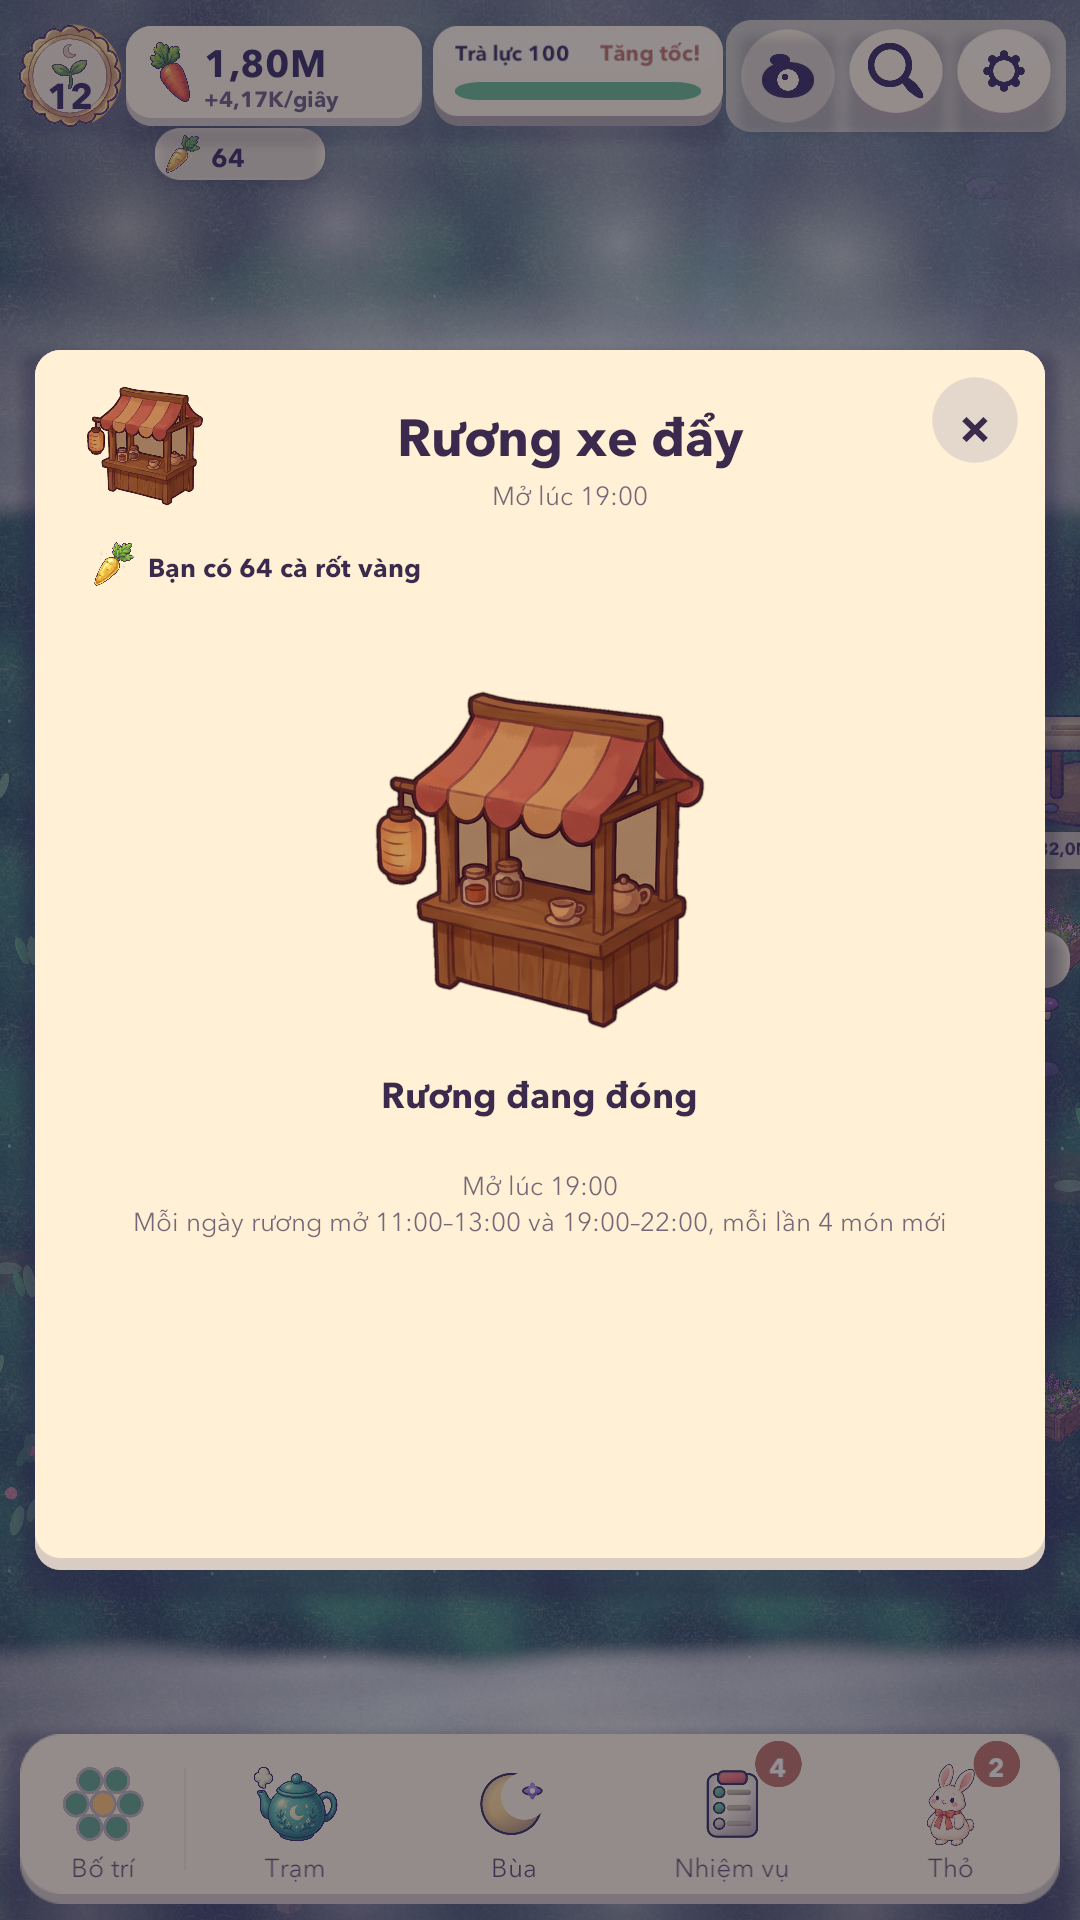 12
1,80M
+4,17K/giây
Trà lực 100
Tăng tốc!
64
Rương xe đẩy
Mở lúc 19:00
Bạn có 64 cà rốt vàng
Rương đang đóng
Mở lúc 19:00
Mỗi ngày rương mở 11:00–13:00 và 19:00–22:00, mỗi lần 4 món mới
4
2
Bố trí
Trạm
Bùa
Nhiệm vụ
Thỏ